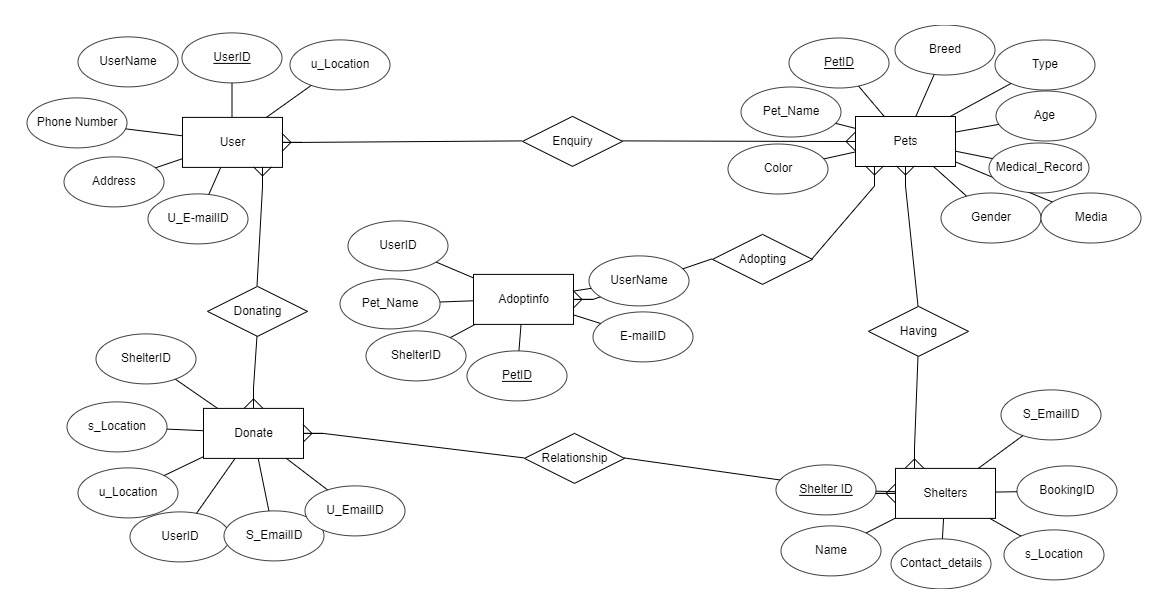 UserName
UserID
u_Location
Phone Number
User
Address
U_E-mailID
Enquiry
PetID
Breed
Type
Pet_Name
Age
Pets
Color
Medical_Record
Gender
Media
UserID
UserName
Adopting
Pet_Name
Adoptinfo
ShelterID
E-mailID
PetID
Donating
Having
ShelterID
s_Location
Donate
u_Location
UserID
S_EmailID
U_EmailID
Relationship
S_EmailID
Shelter ID
Shelters
BookingID
Name
Contact_details
s_Location